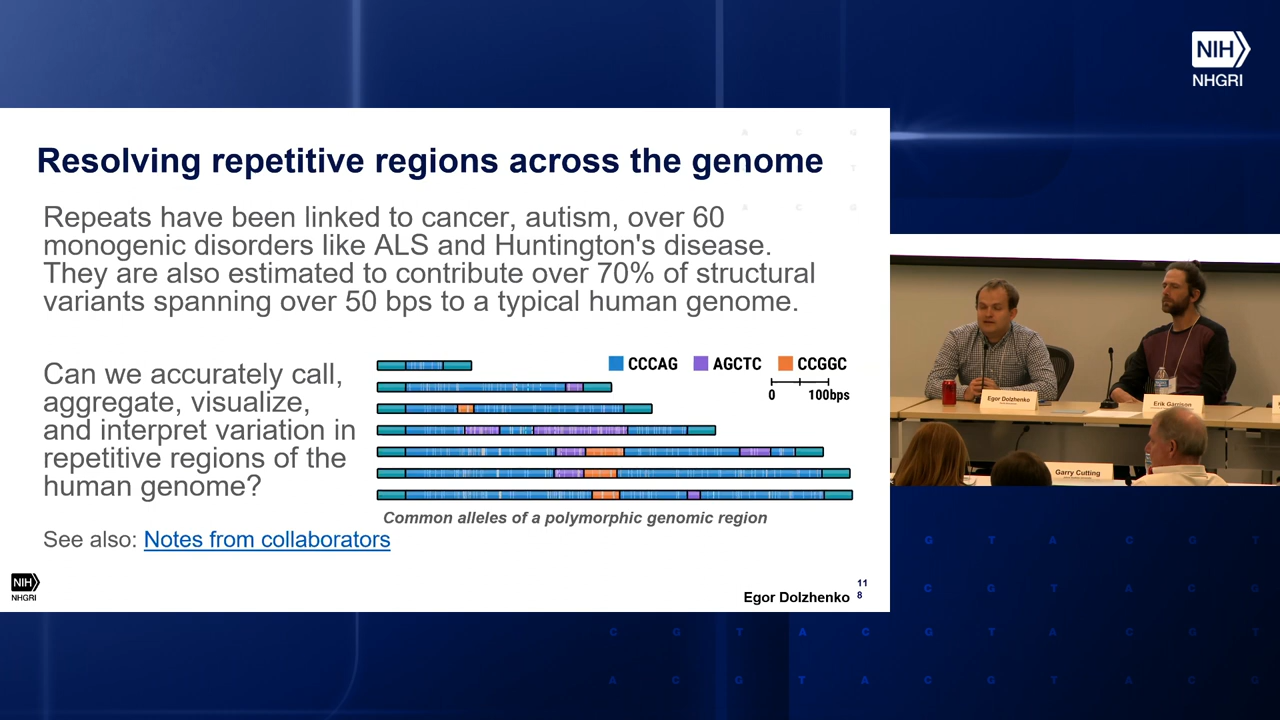 NIH
NHGRI
Resolving repetitive regions across the genome
Repeats have been linked to cancer, autism, over 60
monogenic disorders like ALS and Huntington's disease.
They are also estimated to contribute over 70% of structural
variants spanning over 50 bps to a typical human genome.
Can we accurately call,
aggregate, visualize,
and interpret variation in
repetitive regions of the
human genome?
CCCAG AGCTC CCGGC
0 100bps
Common alleles of a polymorphic genomic region
See also: Notes from collaborators
NIH
NHGRI
Egor Dolzhenko
11
8
Egor Dolzhenko
Erik Garrison
Garry Cutting
A C G
T
A C G
G T A C G T
C G T A C G
C G T A C G T A C G T
A C G T A C G T A C G